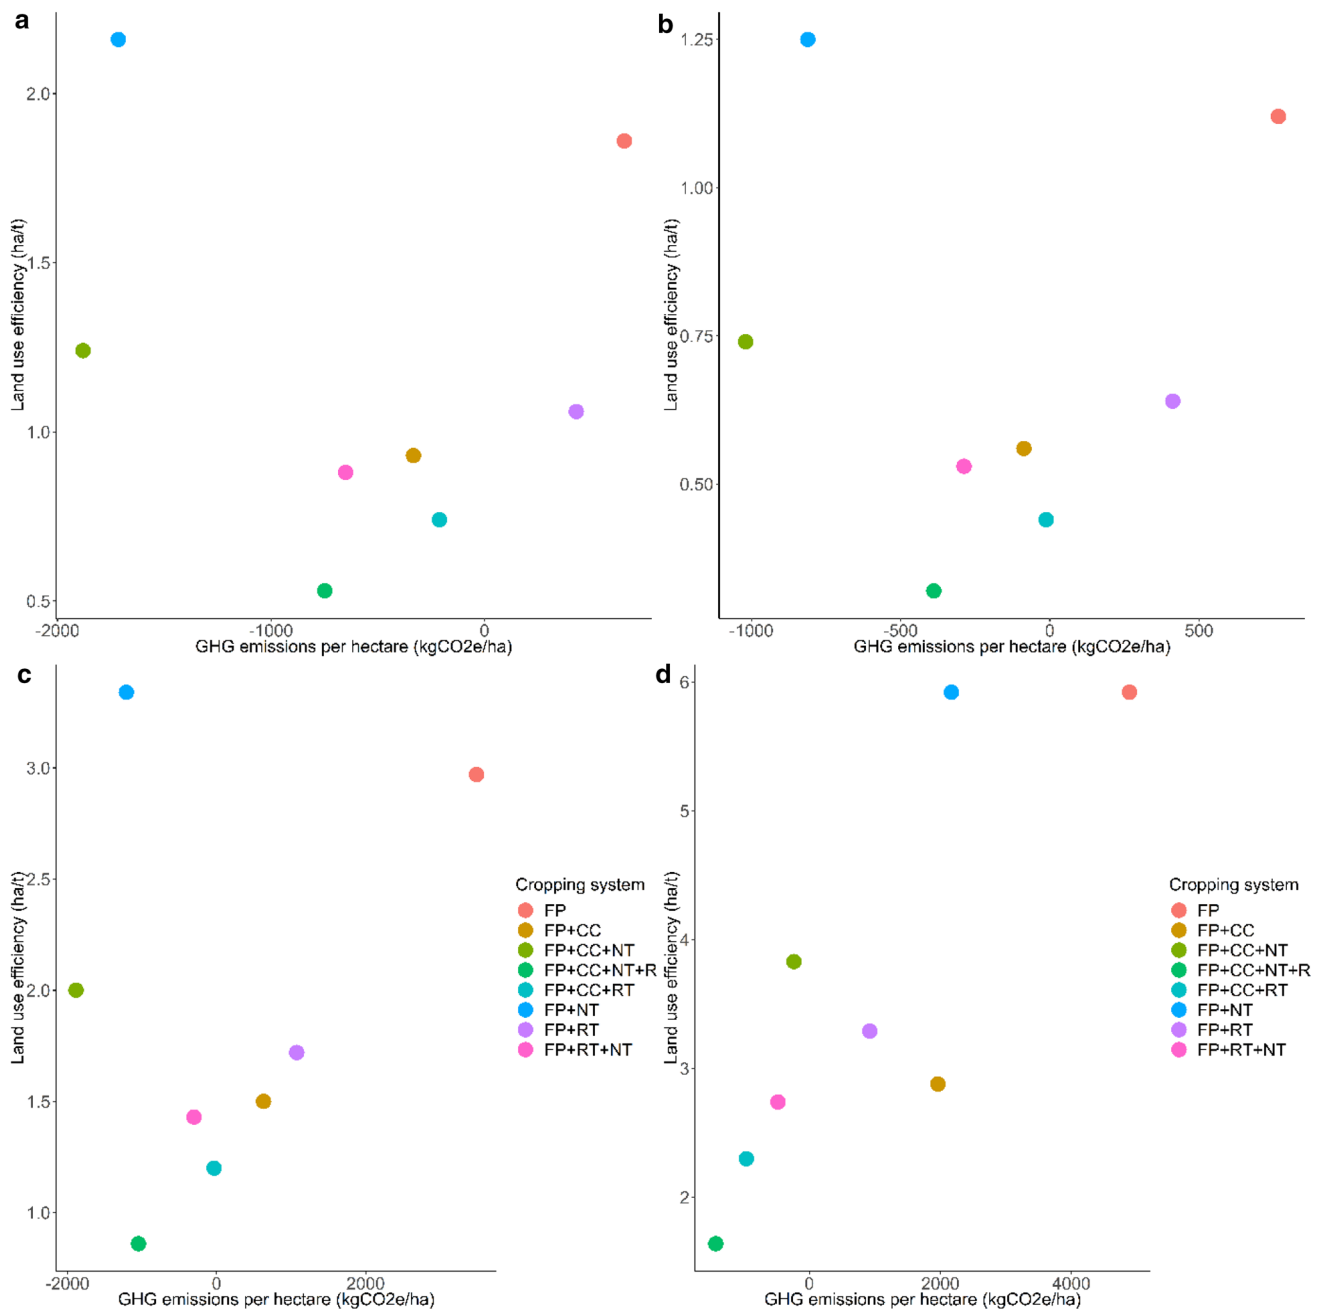 a
2.0
1.5
1.0
0.5
Land use efficiency (ha/t)
-2000
-1000
0
GHG emissions per hectare (kgCO2e/ha)
b
1.25
1.00
0.75
0.50
Land use efficiency (ha/t)
-1000
-500
0
500
GHG emissions per hectare (kgCO2e/ha)
c
3.0
2.5
2.0
1.5
1.0
Land use efficiency (ha/t)
-2000
0
2000
GHG emissions per hectare (kgCO2e/ha)
Cropping system
FP
FP+CC
FP+CC+NT
FP+CC+NT+R
FP+CC+RT
FP+NT
FP+RT
FP+RT+NT
d
6
5
4
3
2
Land use efficiency (ha/t)
0
2000
4000
GHG emissions per hectare (kgCO2e/ha)
Cropping system
FP
FP+CC
FP+CC+NT
FP+CC+NT+R
FP+CC+RT
FP+NT
FP+RT
FP+RT+NT